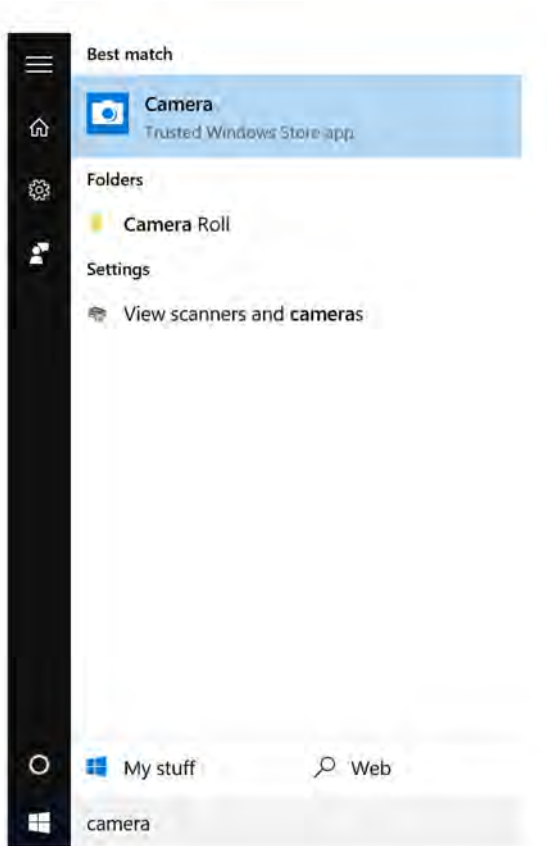 Best match
Camera
Trusted Windows Store app
Folders
Camera Roll
Settings
View scanners and cameras
My stuff
Web
camera